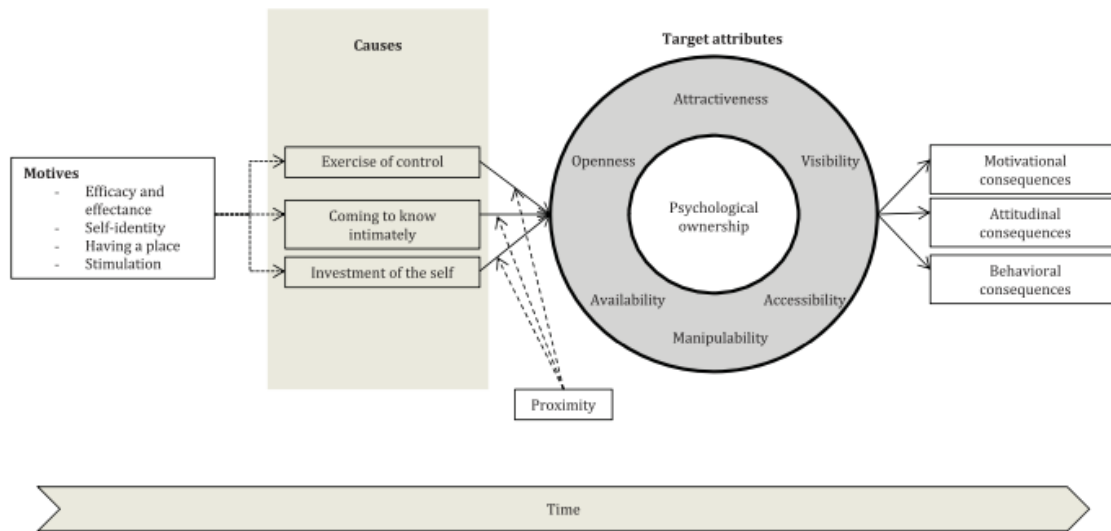 Causes
Target attributes
Attractiveness
Openness
Visibility
Psychological
ownership
Availability
Accessibility
Manipulability
Motives
- Efficacy and
effectance
- Self-identity
- Having a place
- Stimulation
Exercise of control
Coming to know
intimately
Investment of the self
Motivational
consequences
Attitudinal
consequences
Behavioral
consequences
Proximity
Time